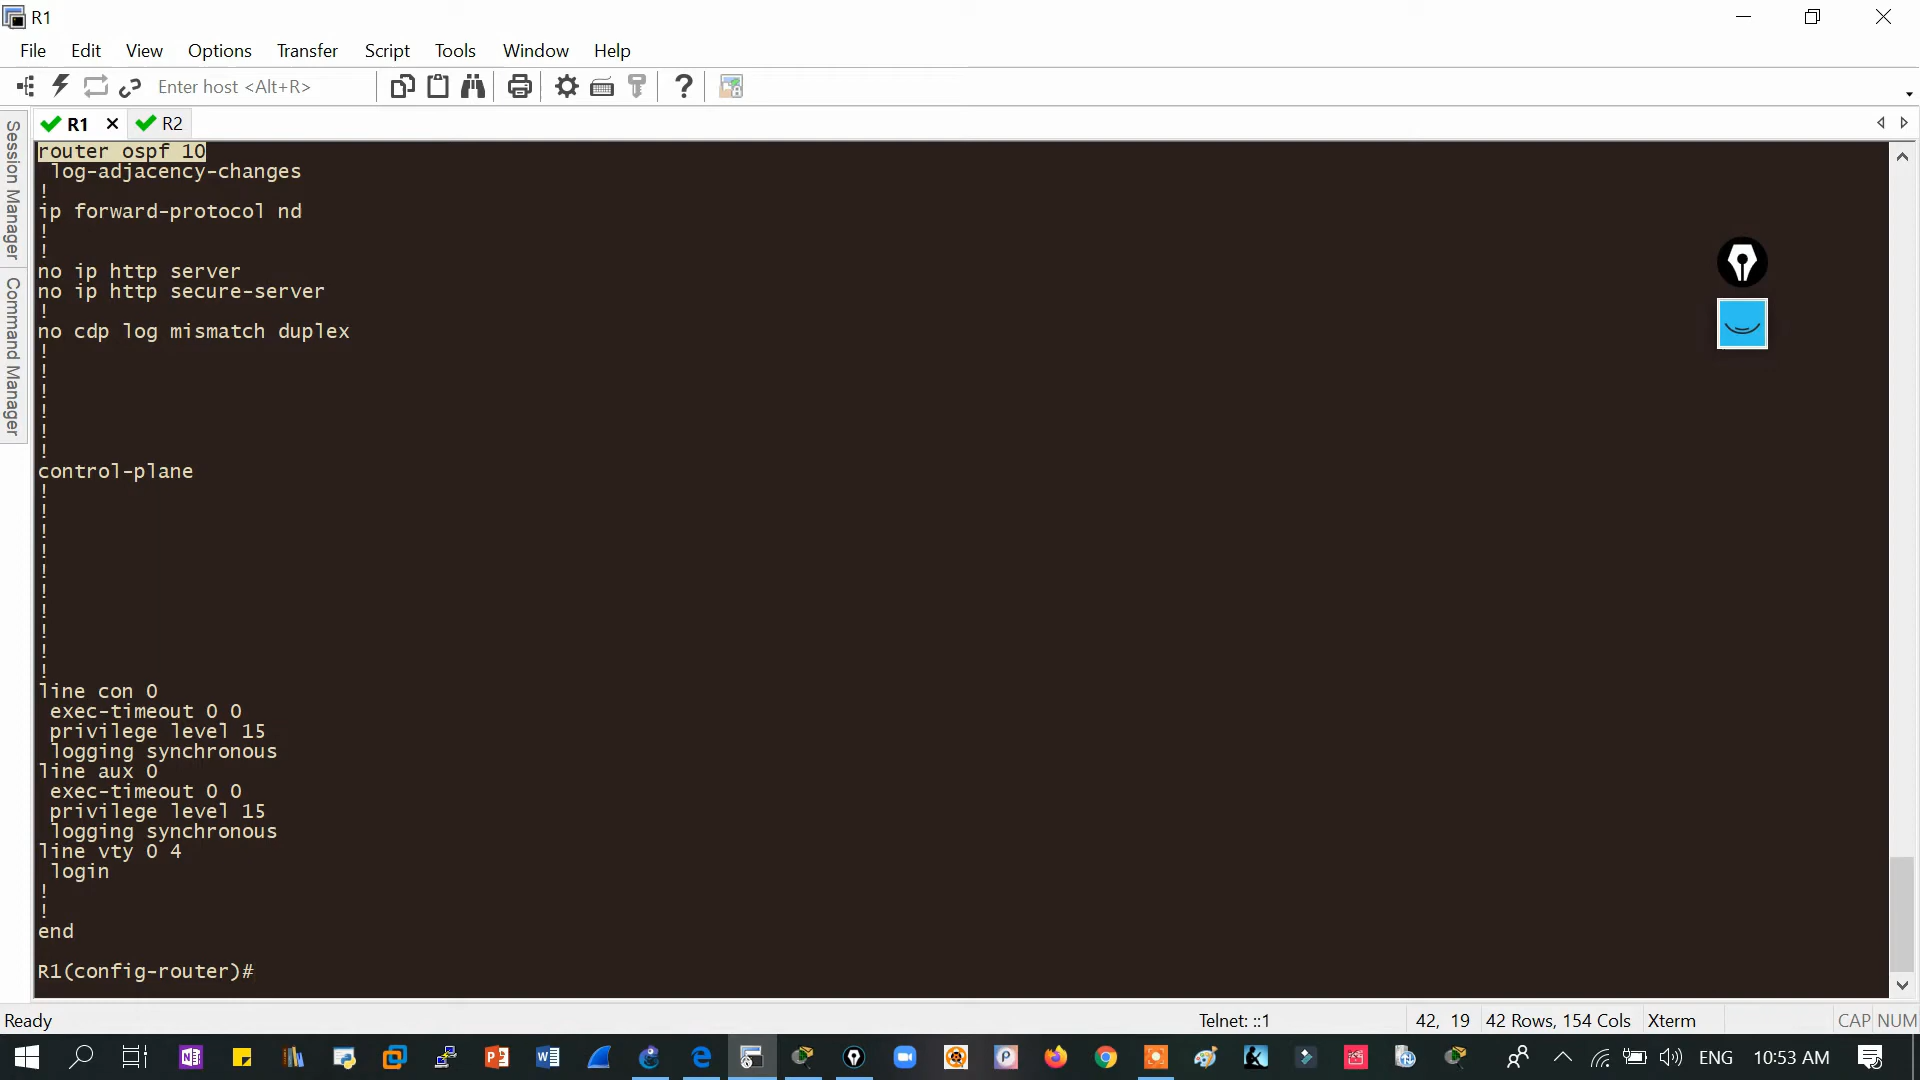 R1
File Edit View Options Transfer Script Tools Window Help
Enter host <Alt+R>
R1 R2
Session Manager
Command Manager
router ospf 10
log-adjacency-changes
!
ip forward-protocol nd
!
!
no ip http server
no ip http secure-server
!
no cdp log mismatch duplex
!
!
!
!
!
!
control-plane
!
!
!
!
!
!
!
!
!
!
line con 0
exec-timeout 0 0
privilege level 15
logging synchronous
line aux 0
exec-timeout 0 0
privilege level 15
logging synchronous
line vty 0 4
login
!
!
end
R1(config-router)#
Ready Telnet: ::1 42, 19 42 Rows, 154 Cols Xterm CAP NUM
ENG 10:53 AM